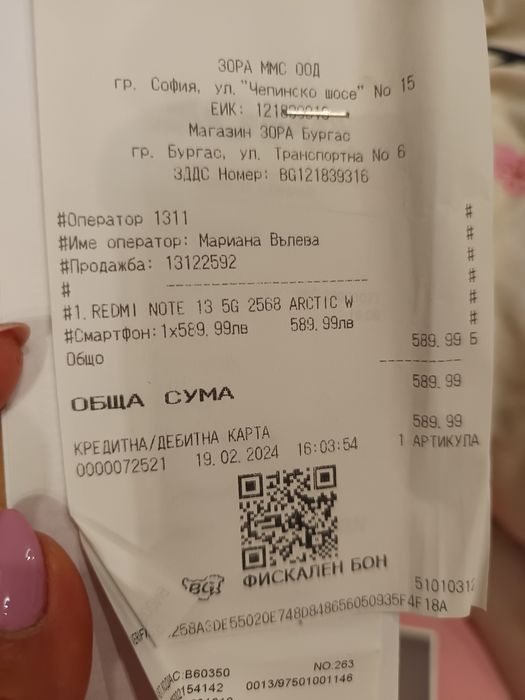 ЗОРА ММС ООД
гр. София, ул. "Чепинско шосе" No 15
ЕИК:
Магазин ЗОРА Бургас
гр. Бургас, ул. Транспортна No 6
ЗДДС Номер: BG121839316
#Оператор 1311 #
#Име оператор: Мариана Вълева #
#Продажба: 13122592 #
# #
#1. REDMI NOTE 13 5G 2568 ARCTIC W #
#Смартфон: 1x589.99лв 589.99лв #
589.99 Б
Общо
589.99
ОБЩА СУМА
589.99
КРЕДИТНА/ДЕБИТНА КАРТА
1 АРТИКУЛА
0000072521 19.02.2024 16:03:54
BG
ФИСКАЛЕН БОН
NO:263
:B60350
0013/97501001146